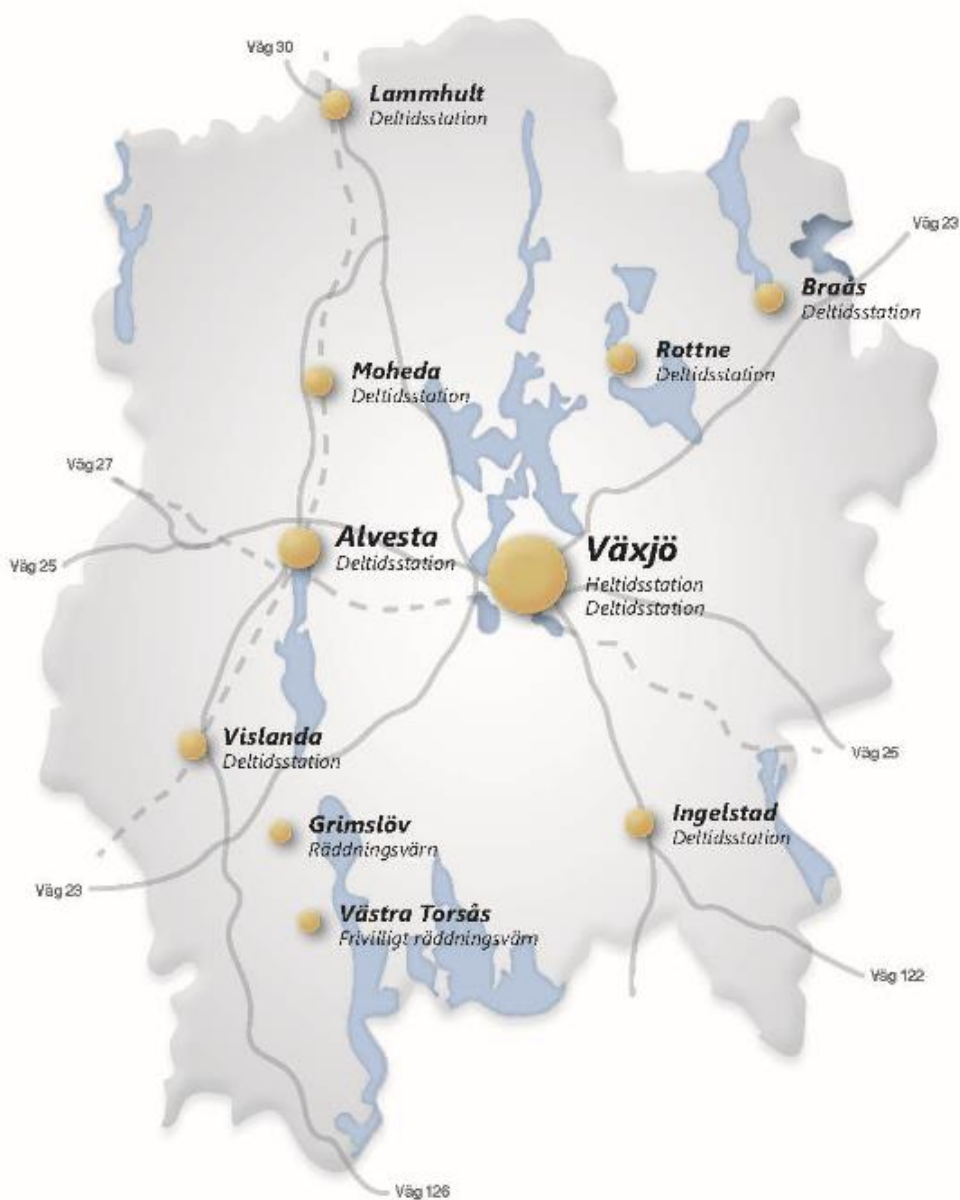 Väg 30
Lammhult
Deltidsstation
Väg 23
Braås
Deltidsstation
Rottne
Deltidsstation
Moheda
Deltidsstation
Väg 27
Väg 25
Alvesta
Deltidsstation
Växjö
Heltidsstation
Deltidsstation
Vislanda
Deltidsstation
Väg 25
Ingelstad
Deltidsstation
Grimslöv
Räddningsvärn
Väg 23
Västra Torsås
Frivilligt räddningsvärn
Väg 122
Väg 126